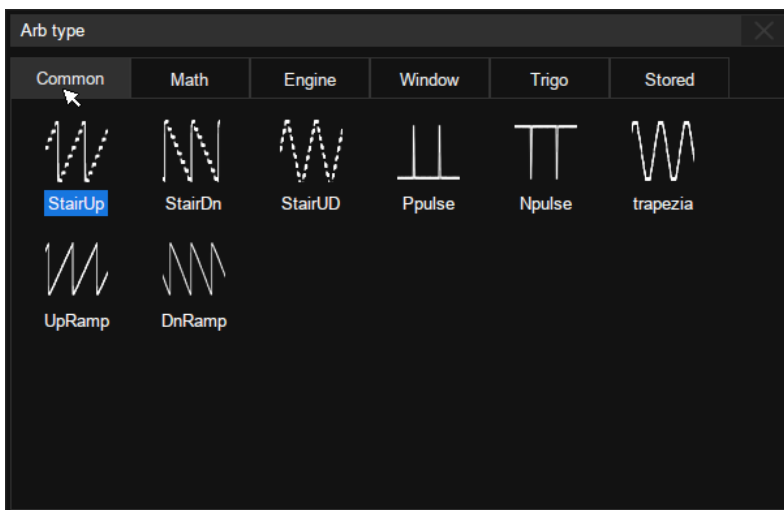 Arb type
Common Math Engine Window Trigo Stored
StairUp StairDn StairUD Ppulse Npulse trapezia
UpRamp DnRamp